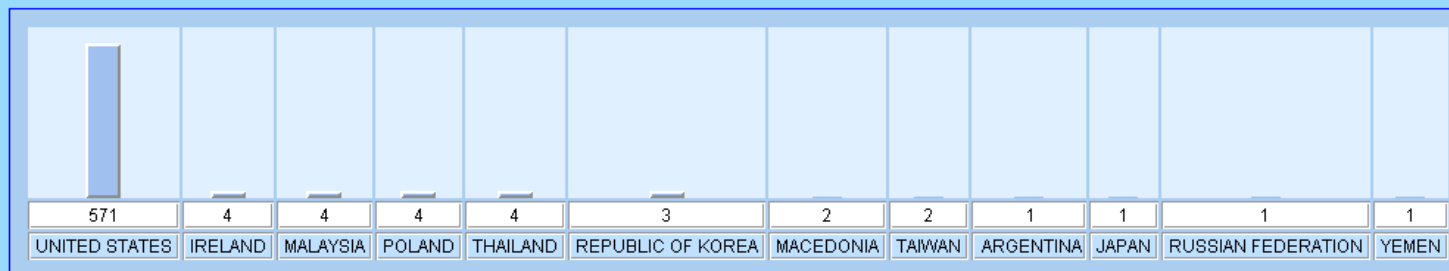 571 4 4 4 4 3 2 2 1 1 1 1
UNITED STATES IRELAND MALAYSIA POLAND THAILAND REPUBLIC OF KOREA MACEDONIA TAIWAN ARGENTINA JAPAN RUSSIAN FEDERATION YEMEN